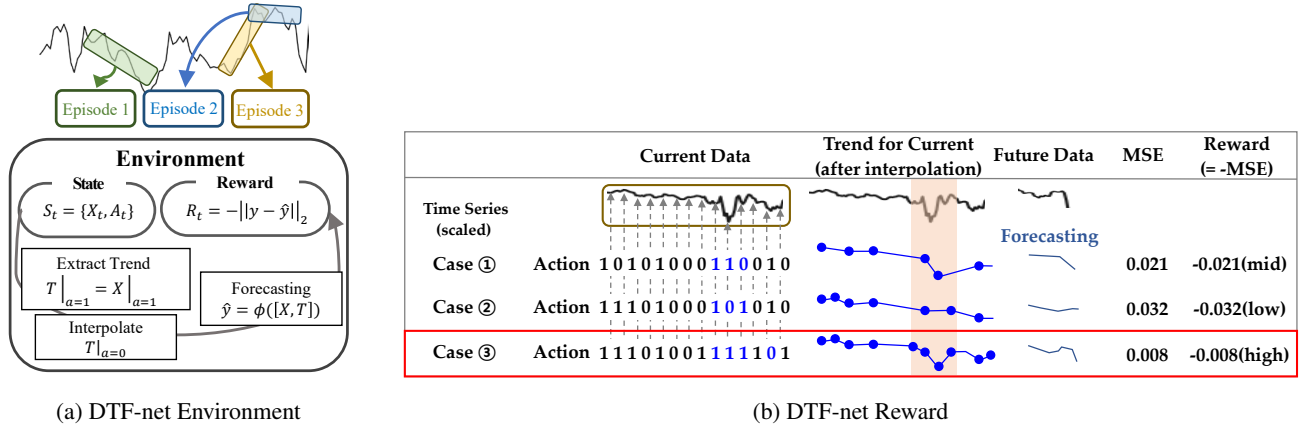 Episode 1 Episode 2 Episode 3
Environment
State Reward
S_t = {X_t, A_t} R_t = −||y − ŷ||_2
Extract Trend
T|_{a=1} = X|_{a=1}
Forecasting
ŷ = ϕ([X, T])
Interpolate
T|_{a=0}
(a) DTF-net Environment
Current Data Trend for Current (after interpolation) Future Data MSE Reward (= -MSE)
Time Series
(scaled)
Forecasting
Case ① Action 1 0 1 0 1 0 0 0 1 1 0 0 1 0 0.021 -0.021(mid)
Case ② Action 1 1 1 0 1 0 0 0 1 0 1 0 1 0 0.032 -0.032(low)
Case ③ Action 1 1 1 0 1 0 0 1 1 1 1 1 0 1 0.008 -0.008(high)
(b) DTF-net Reward